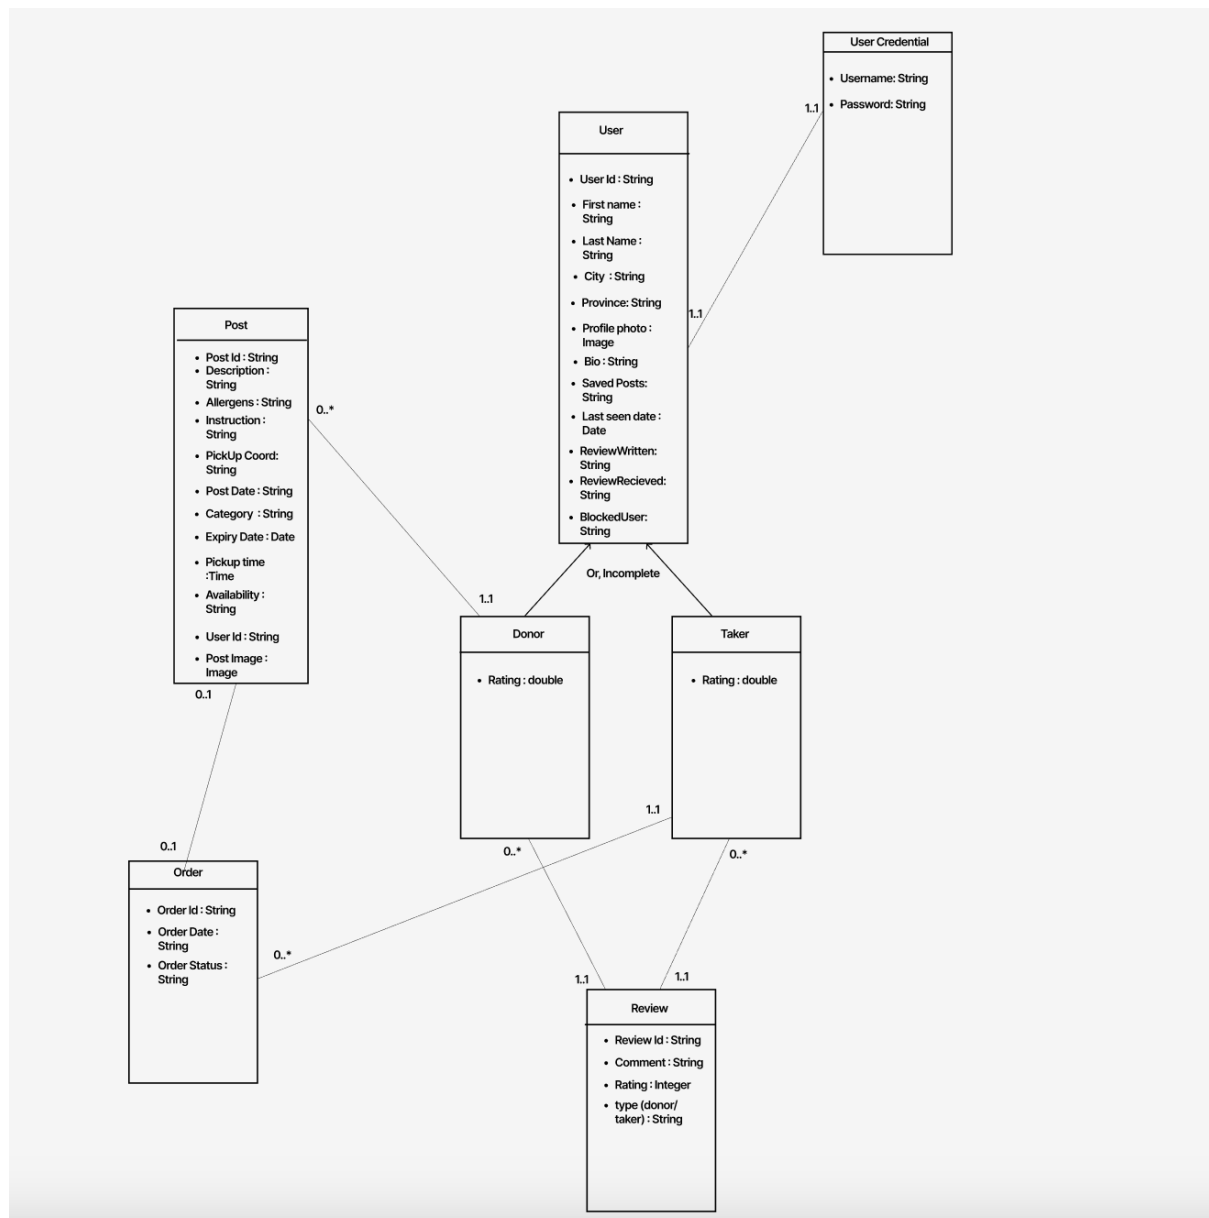 User Credential
• Username: String
• Password: String
1..1
User
• User Id : String
• First name :
String
• Last Name :
String
• City : String
• Province: String
• Profile photo :
Image
• Bio : String
• Saved Posts:
String
• Last seen date :
Date
• ReviewWritten:
String
• ReviewRecieved:
String
• BlockedUser:
String
1..1
Post
• Post Id : String
• Description :
String
• Allergens : String
• Instruction :
String
• PickUp Coord:
String
• Post Date : String
• Category : String
• Expiry Date : Date
• Pickup time
:Time
• Availability :
String
• User Id : String
• Post Image :
Image
0..*
0..1
Or, Incomplete
1..1
Donor
• Rating : double
0..*
Taker
• Rating : double
1..1
0..*
0..1
Order
• Order Id : String
• Order Date :
String
• Order Status :
String
0..*
1..1
1..1
Review
• Review Id : String
• Comment : String
• Rating : Integer
• type (donor/
taker) : String